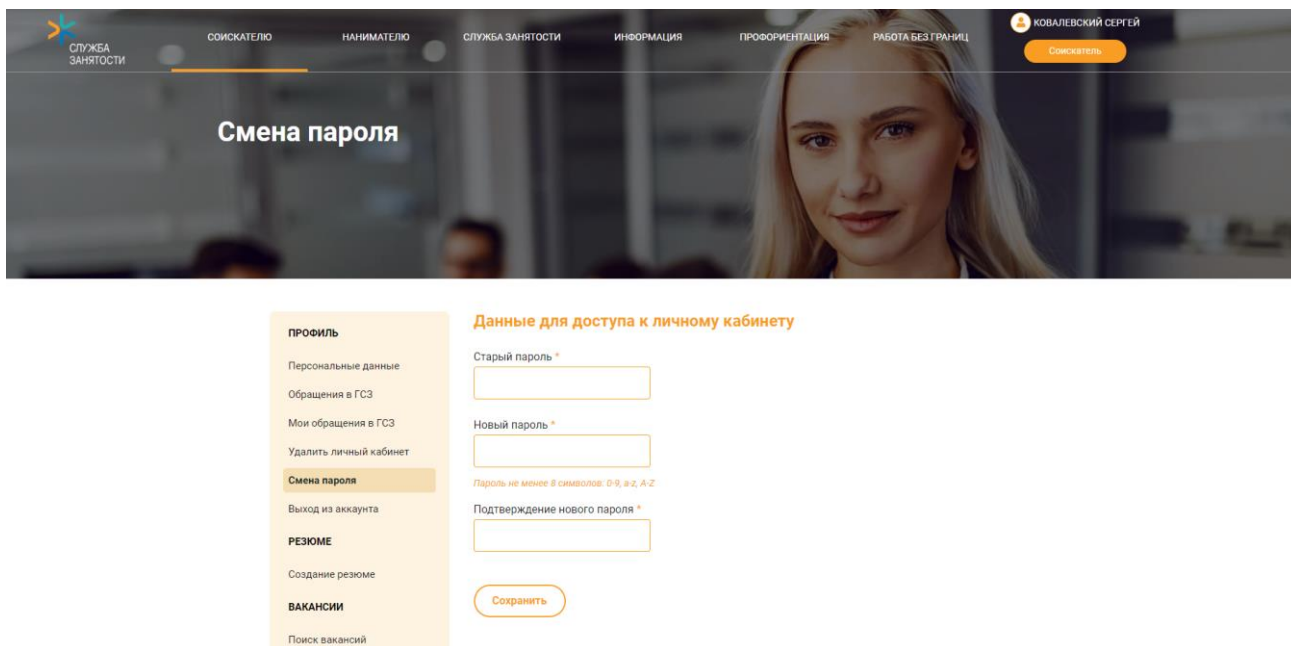 СЛУЖБА
ЗАНЯТОСТИ
СОИСКАТЕЛЮ
НАНИМАТЕЛЮ
СЛУЖБА ЗАНЯТОСТИ
ИНФОРМАЦИЯ
ПРОФОРИЕНТАЦИЯ
РАБОТА БЕЗ ГРАНИЦ
КОВАЛЕВСКИЙ СЕРГЕЙ
Соискатель
Смена пароля
ПРОФИЛЬ
Персональные данные
Обращения в ГСЗ
Мои обращения в ГСЗ
Удалить личный кабинет
Смена пароля
Выход из аккаунта
РЕЗЮМЕ
Создание резюме
ВАКАНСИИ
Поиск вакансий
Данные для доступа к личному кабинету
Старый пароль *
Новый пароль *
Пароль не менее 8 символов: 0-9, a-z, A-Z
Подтверждение нового пароля *
Сохранить